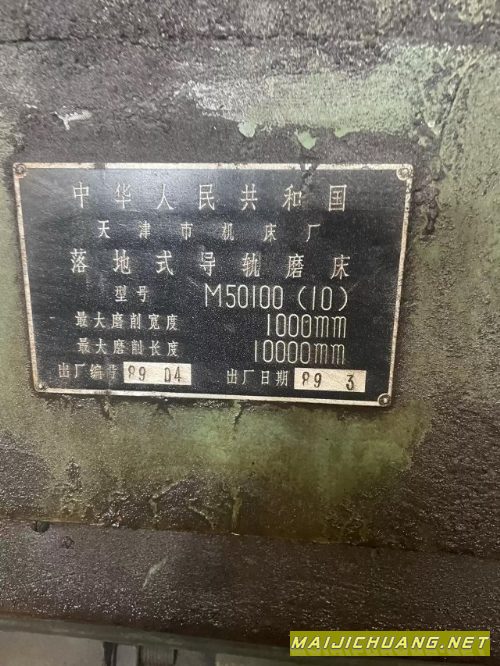 中华人民共和国
天津市机床厂
落地式导轨磨床
型号 M50100 (10)
最大磨削宽度 1000mm
最大磨削长度 10000mm
出厂编号 89 04 出厂日期 89 3
MAIJICHUANG.NET